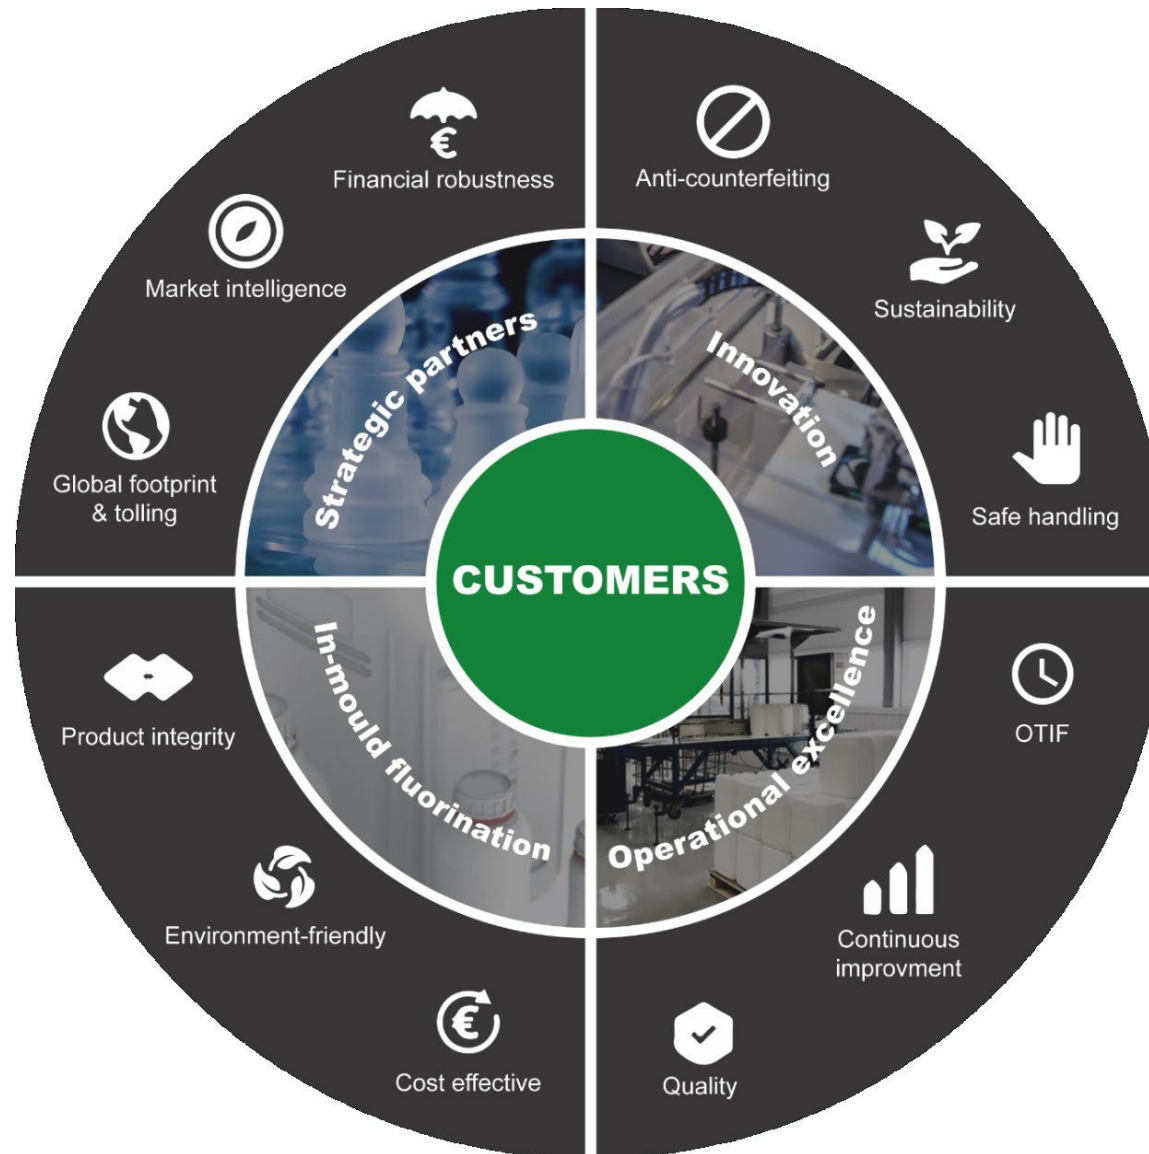 €
Financial robustness
Market intelligence
Global footprint
& tolling
Strategic partners
Anti-counterfeiting
Sustainability
Safe handling
Innovation
CUSTOMERS
Product integrity
Environment-friendly
€
Cost effective
In-mould fluorination
OTIF
Continuous
improvment
Quality
Operational excellence